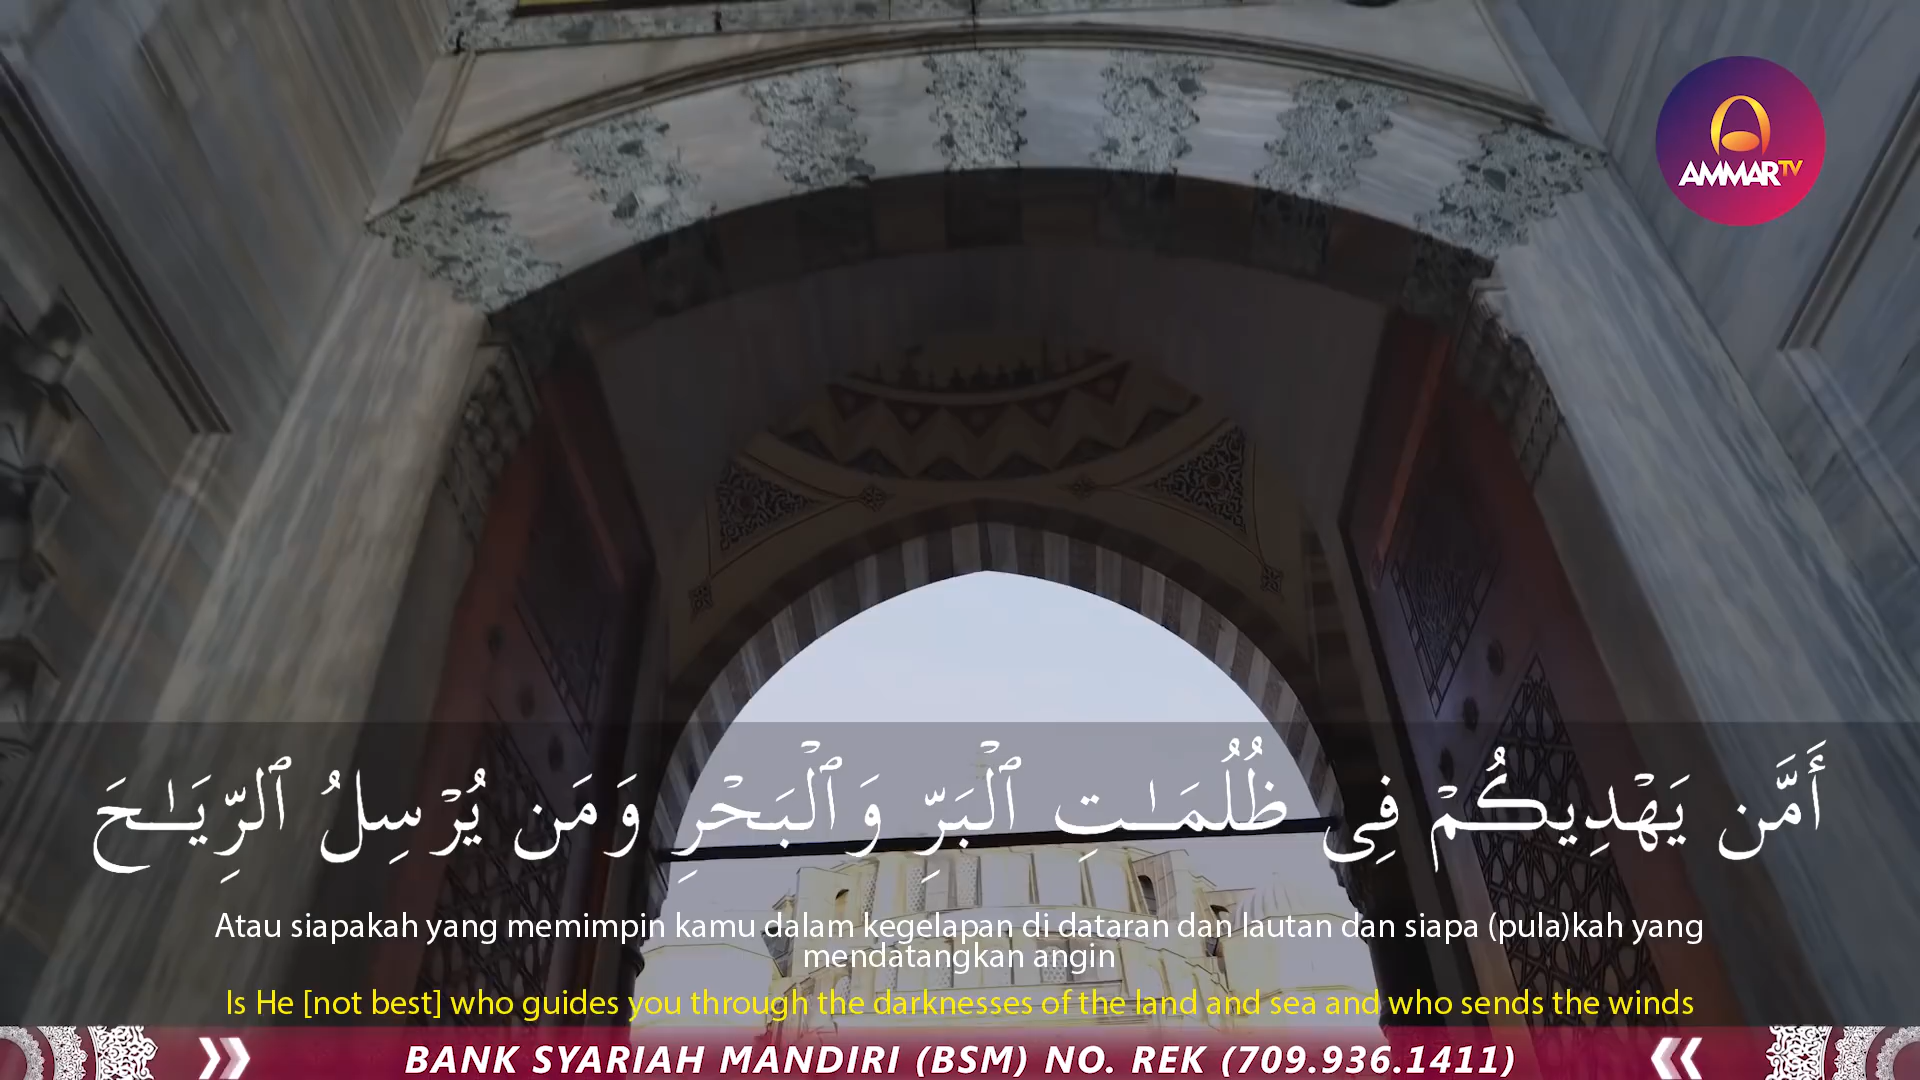 AMMARTV
أَمَّن يَهْدِيكُمْ فِى ظُلُمَـٰتِ ٱلْبَرِّ وَٱلْبَحْرِ وَمَن يُرْسِلُ ٱلرِّيَـٰحَ
Atau siapakah yang memimpin kamu dalam kegelapan di dataran dan lautan dan siapa (pula)kah yang
mendatangkan angin
Is He [not best] who guides you through the darknesses of the land and sea and who sends the winds
BANK SYARIAH MANDIRI (BSM) NO. REK (709.936.1411)